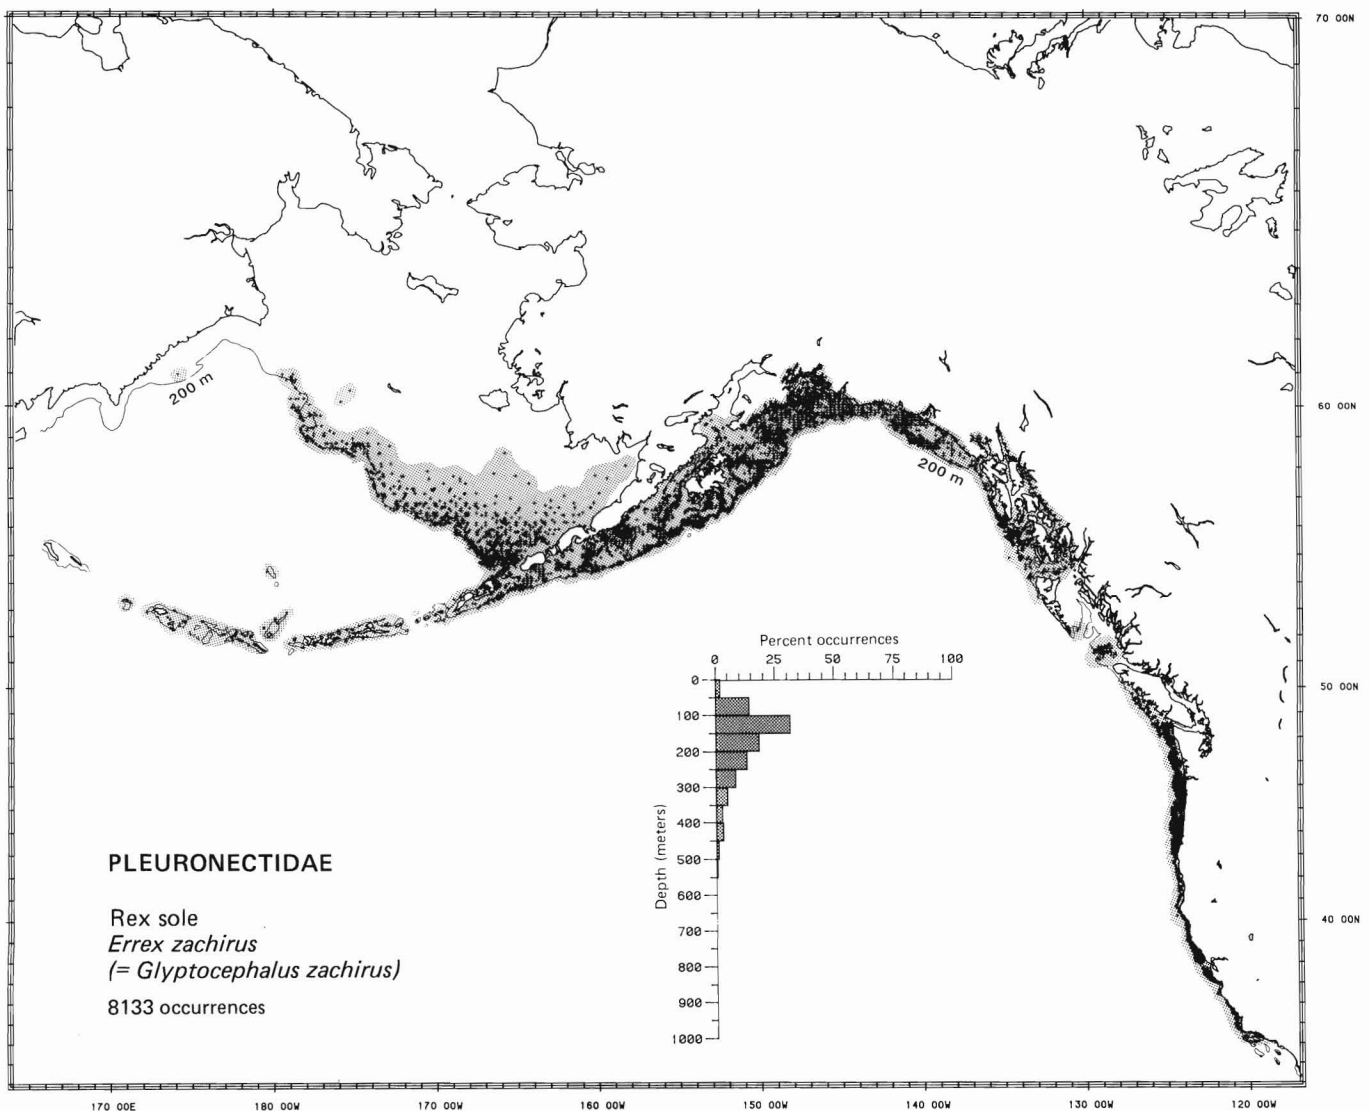 70 00N
200 m
60 00N
200 m
Percent occurrences
0 25 50 75 100
0
50 00N
100
200
300
400
Depth (meters)
500
600
700
800
900
1000
40 00N
PLEURONECTIDAE
Rex sole
Errex zachirus
(= Glyptocephalus zachirus)
8133 occurrences
170 00E 180 00W 170 00W 160 00W 150 00W 140 00W 130 00W 120 00W